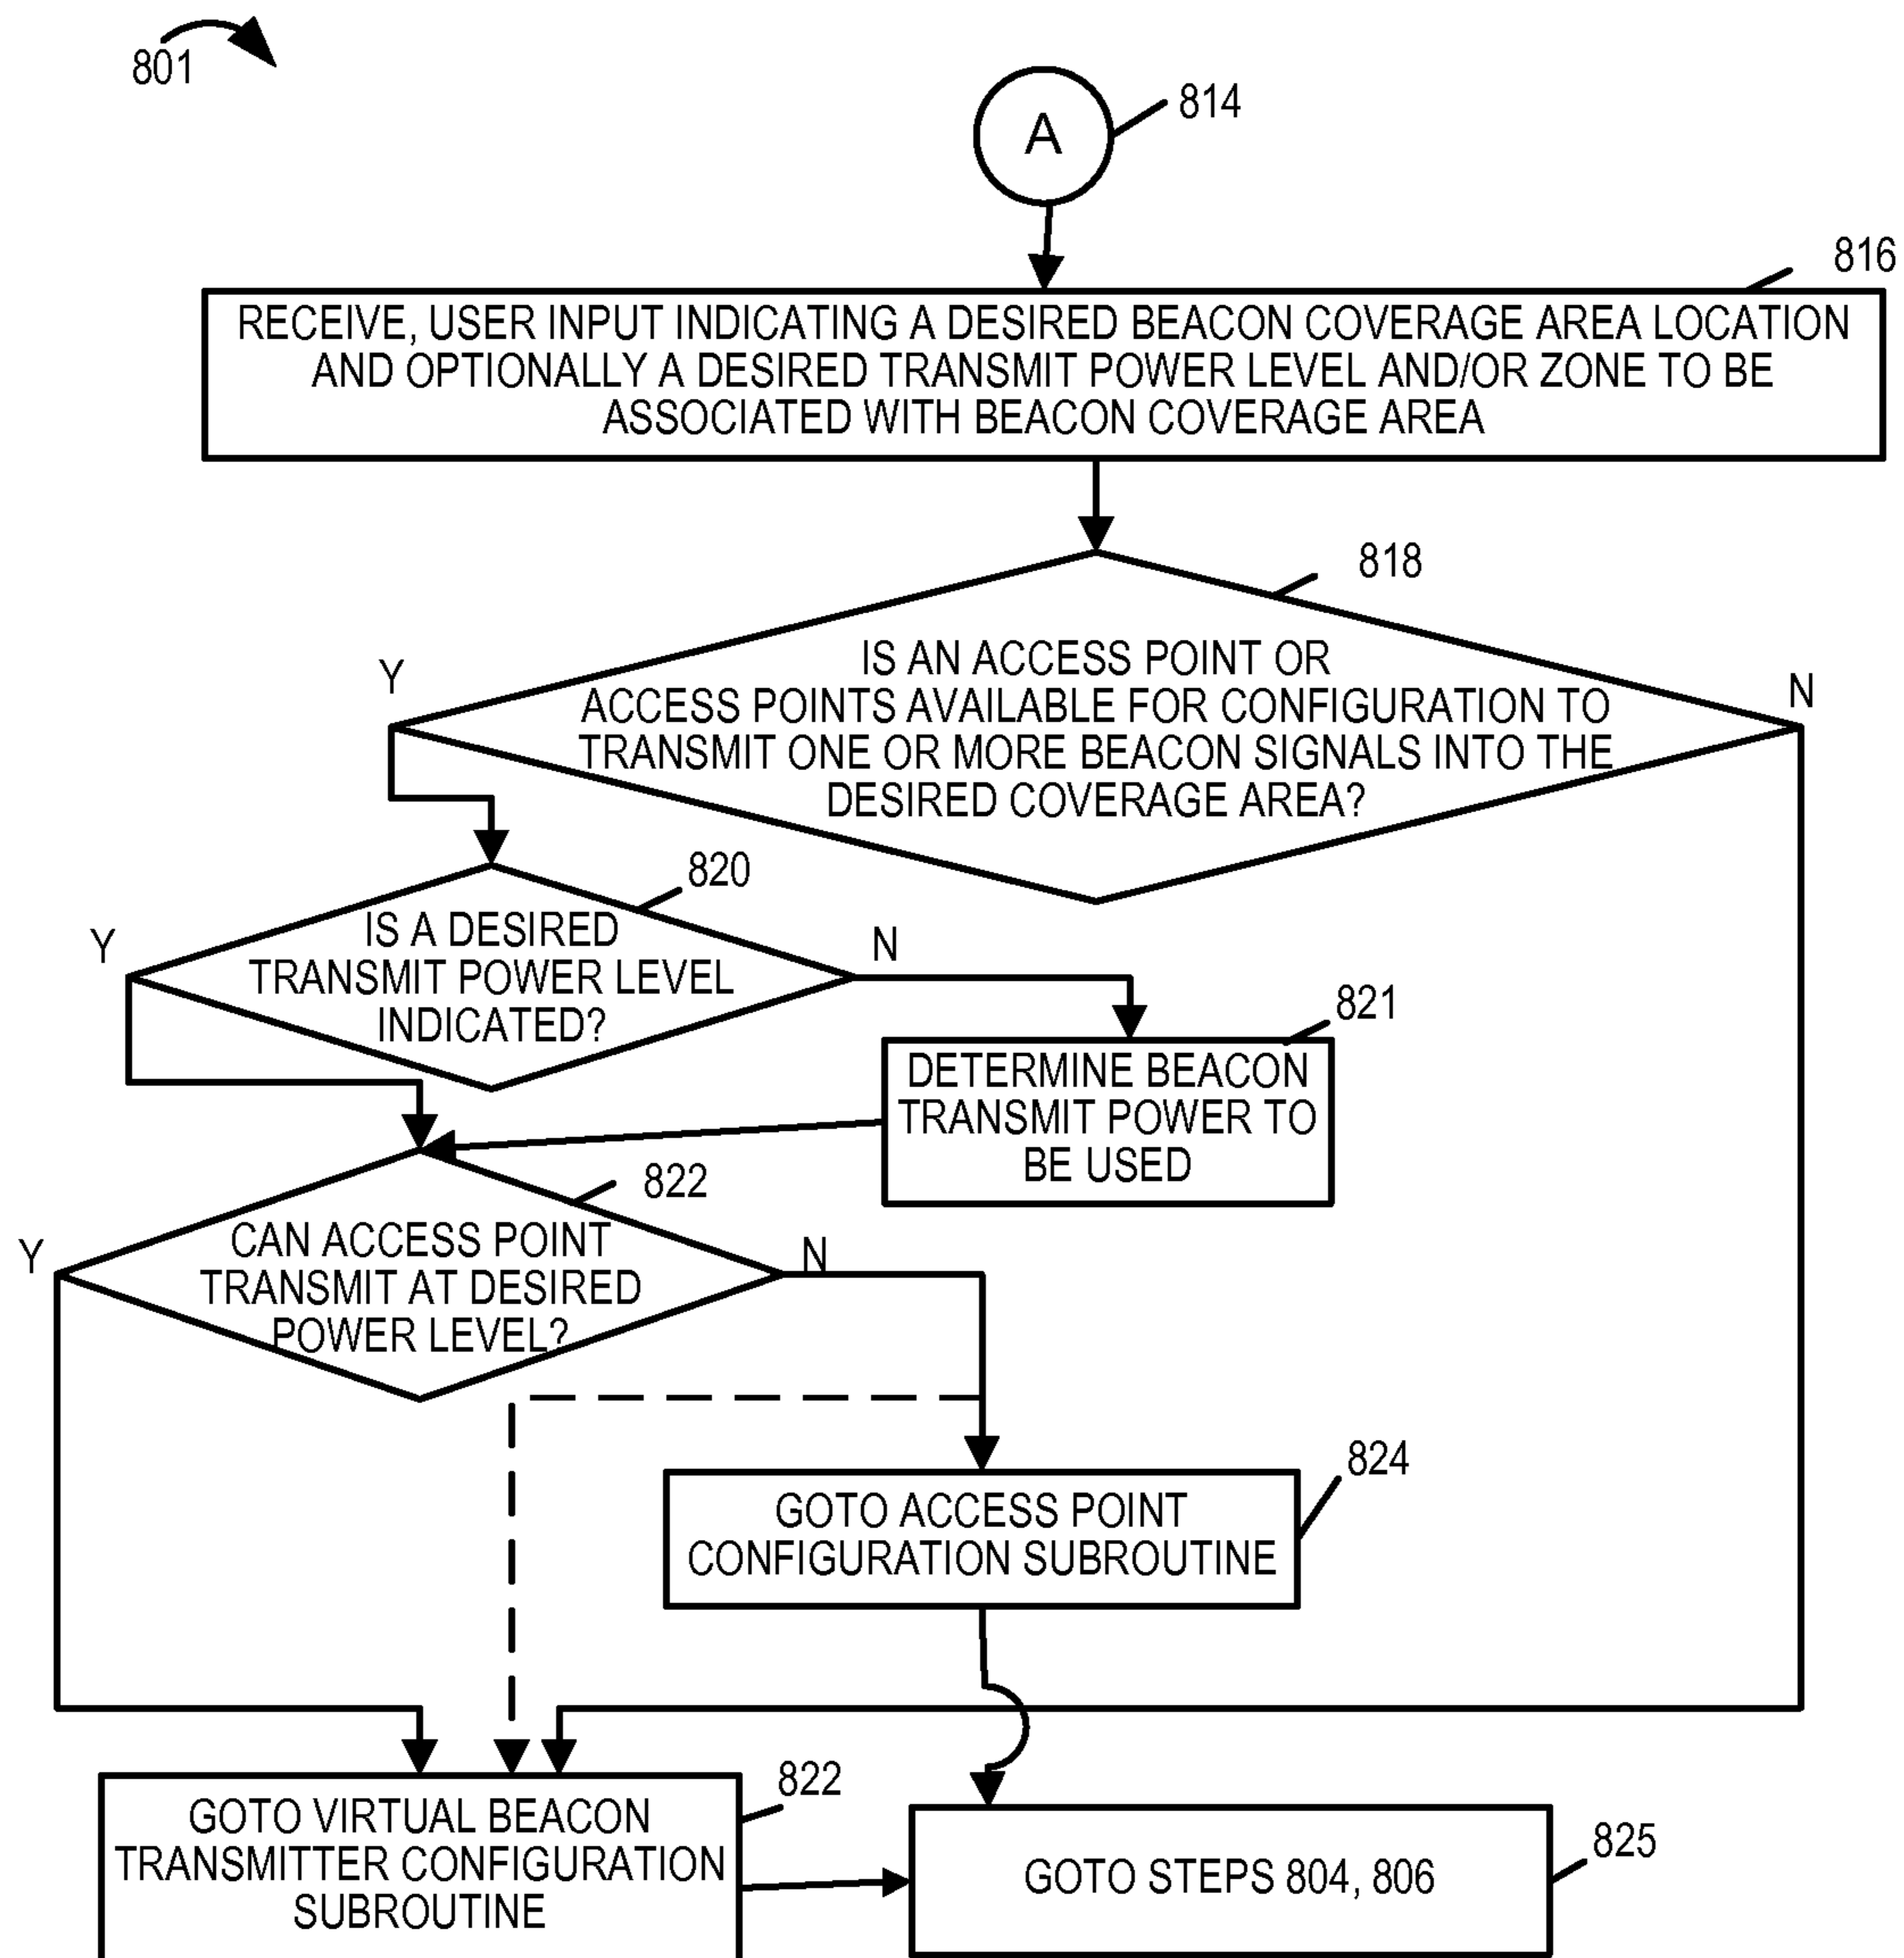 801
A
814
816
RECEIVE, USER INPUT INDICATING A DESIRED BEACON COVERAGE AREA LOCATION
AND OPTIONALLY A DESIRED TRANSMIT POWER LEVEL AND/OR ZONE TO BE
ASSOCIATED WITH BEACON COVERAGE AREA
818
Y
N
IS AN ACCESS POINT OR
ACCESS POINTS AVAILABLE FOR CONFIGURATION TO
TRANSMIT ONE OR MORE BEACON SIGNALS INTO THE
DESIRED COVERAGE AREA?
820
Y
N
IS A DESIRED
TRANSMIT POWER LEVEL
INDICATED?
821
DETERMINE BEACON
TRANSMIT POWER TO
BE USED
822
Y
N
CAN ACCESS POINT
TRANSMIT AT DESIRED
POWER LEVEL?
824
GOTO ACCESS POINT
CONFIGURATION SUBROUTINE
822
GOTO VIRTUAL BEACON
TRANSMITTER CONFIGURATION
SUBROUTINE
825
GOTO STEPS 804, 806